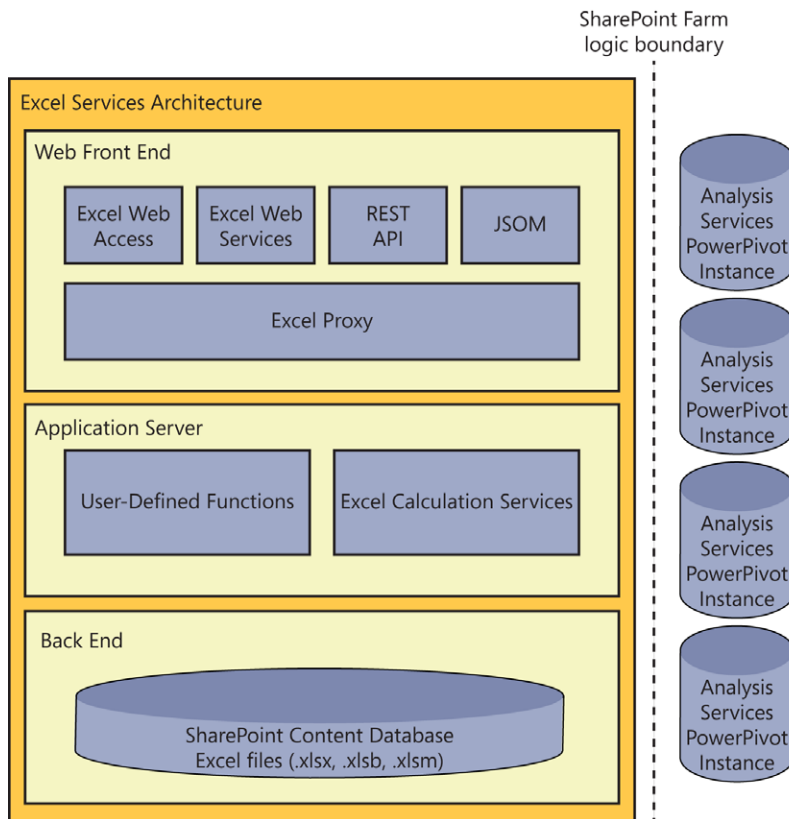 SharePoint Farm
logic boundary
Excel Services Architecture
Web Front End
Excel Web
Access
Excel Web
Services
REST
API
JSOM
Excel Proxy
Application Server
User-Defined Functions
Excel Calculation Services
Back End
SharePoint Content Database
Excel files (.xlsx, .xlsb, .xlsm)
Analysis
Services
PowerPivot
Instance
Analysis
Services
PowerPivot
Instance
Analysis
Services
PowerPivot
Instance
Analysis
Services
PowerPivot
Instance